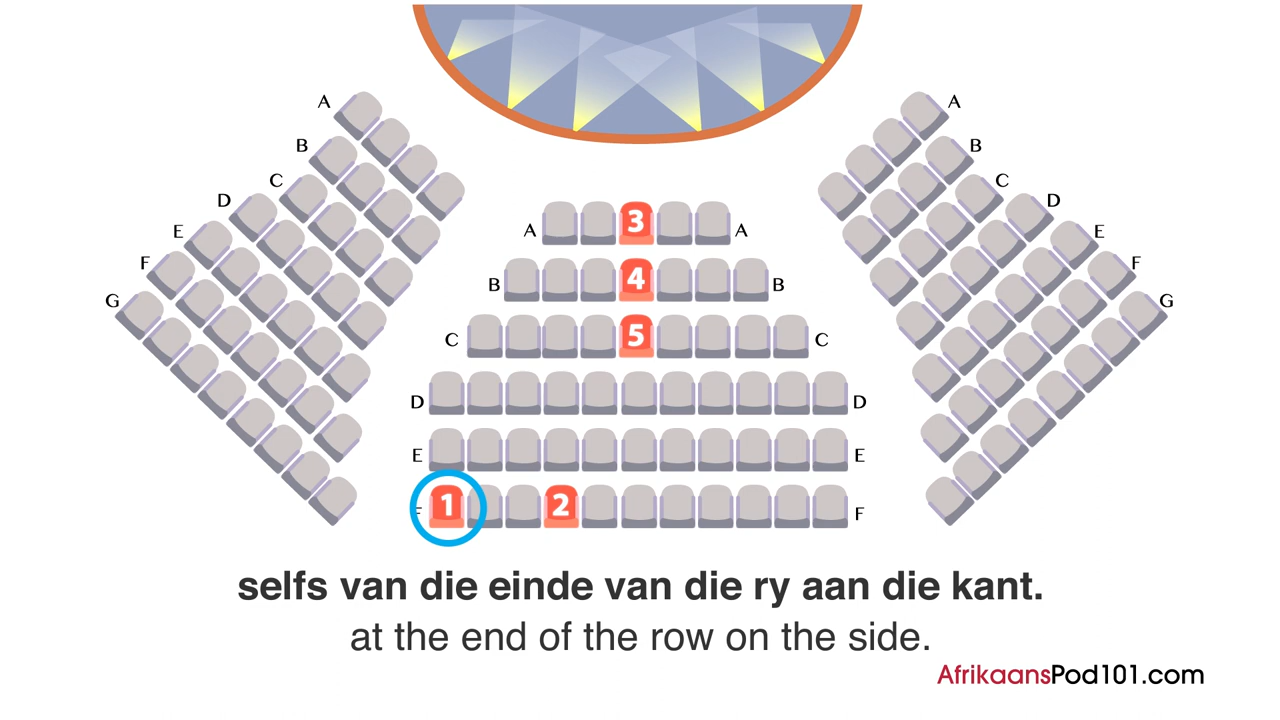 A
B
C
D
E
F
G
A
B
C
D
E
F
G
A 3 A
B 4 B
C 5 C
D D
E E
F 1 2 F
selfs van die einde van die ry aan die kant.
at the end of the row on the side.
AfrikaansPod101.com